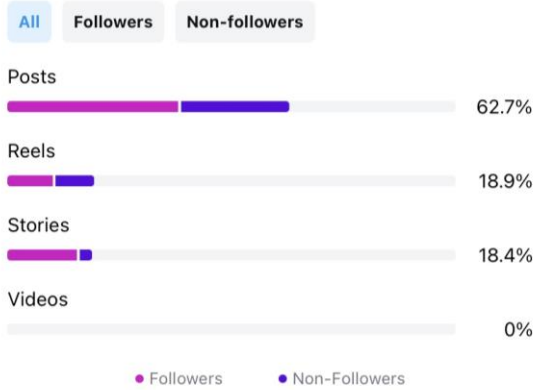 All Followers Non-followers
Posts
62.7%
Reels
18.9%
Stories
18.4%
Videos
0%
Followers Non-Followers